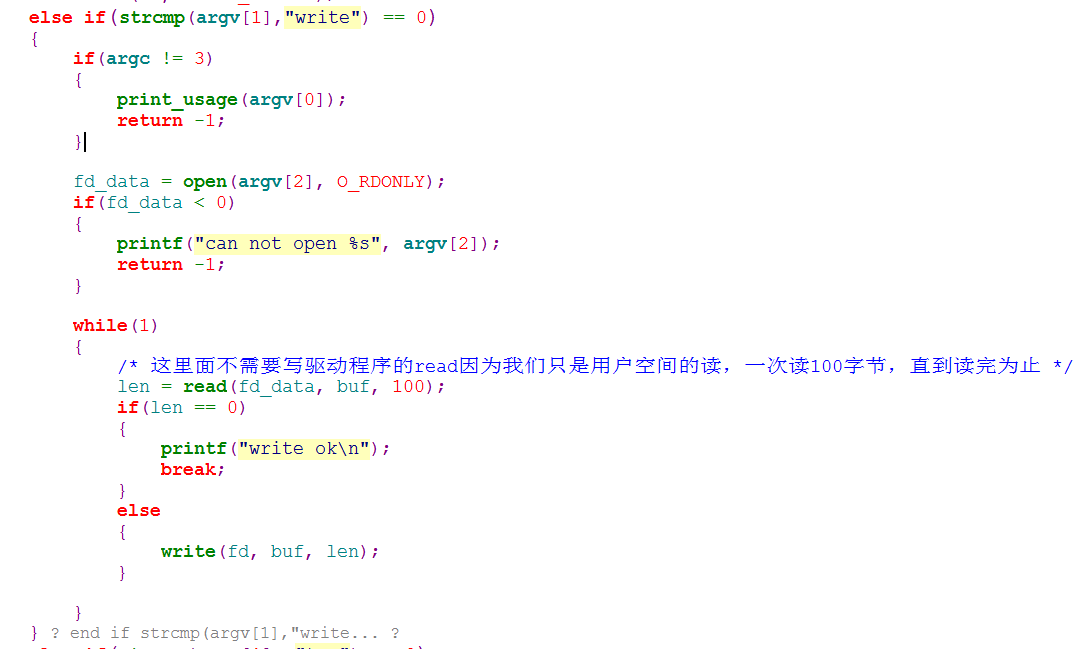 else if(strcmp(argv[1],"write") == 0)
{
if(argc != 3)
{
print_usage(argv[0]);
return -1;
}
fd_data = open(argv[2], O_RDONLY);
if(fd_data < 0)
{
printf("can not open %s", argv[2]);
return -1;
}
while(1)
{
/* 这里面不需要写驱动程序的read因为我们只是用户空间的读，一次读100字节，直到读完为止 */
len = read(fd_data, buf, 100);
if(len == 0)
{
printf("write ok\n");
break;
}
else
{
write(fd, buf, len);
}
}
} ? end if strcmp(argv[1],"write... ?